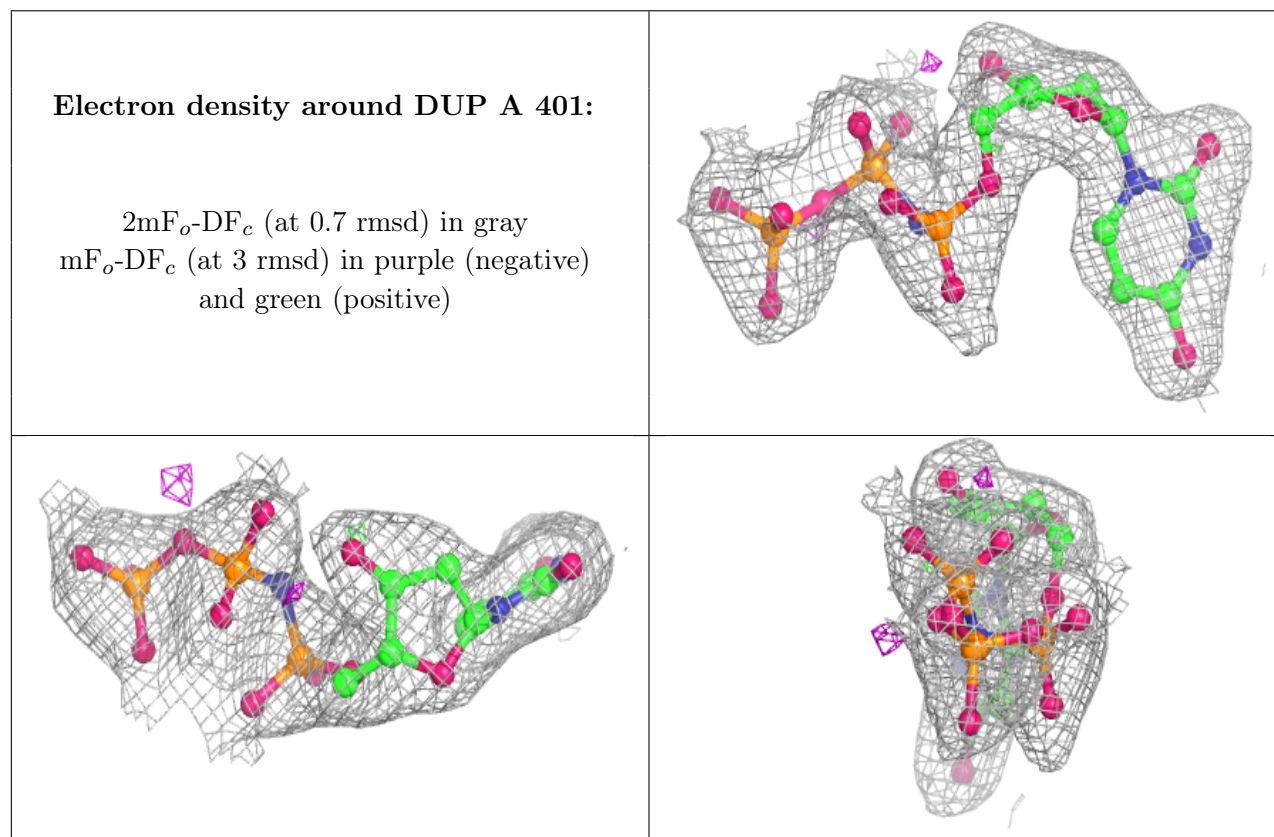 Electron density around DUP A 401:
2mFo-DFc (at 0.7 rmsd) in gray
mFo-DFc (at 3 rmsd) in purple (negative)
and green (positive)